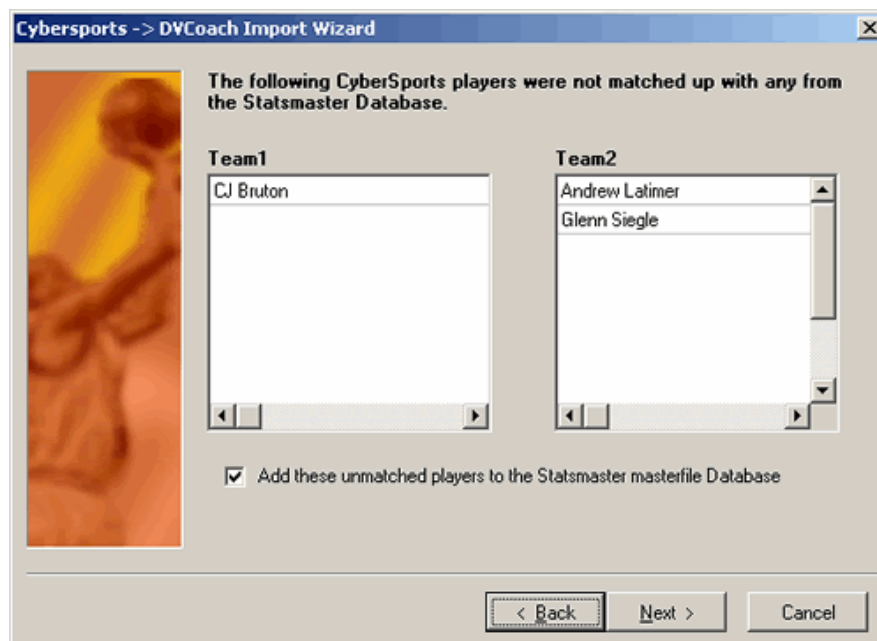 Cybersports -> DVCoach Import Wizard
The following CyberSports players were not matched up with any from
the Statsmaster Database.
Team1
CJ Bruton
Team2
Andrew Latimer
Glenn Siegle
Add these unmatched players to the Statsmaster masterfile Database
< Back
Next >
Cancel